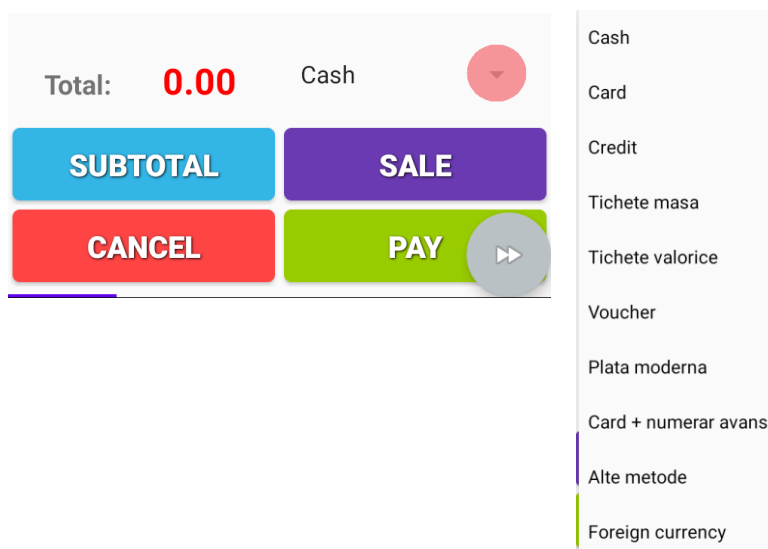 Total: 0.00 Cash
SUBTOTAL SALE
CANCEL PAY
Cash
Card
Credit
Tichete masa
Tichete valorice
Voucher
Plata moderna
Card + numerar avans
Alte metode
Foreign currency